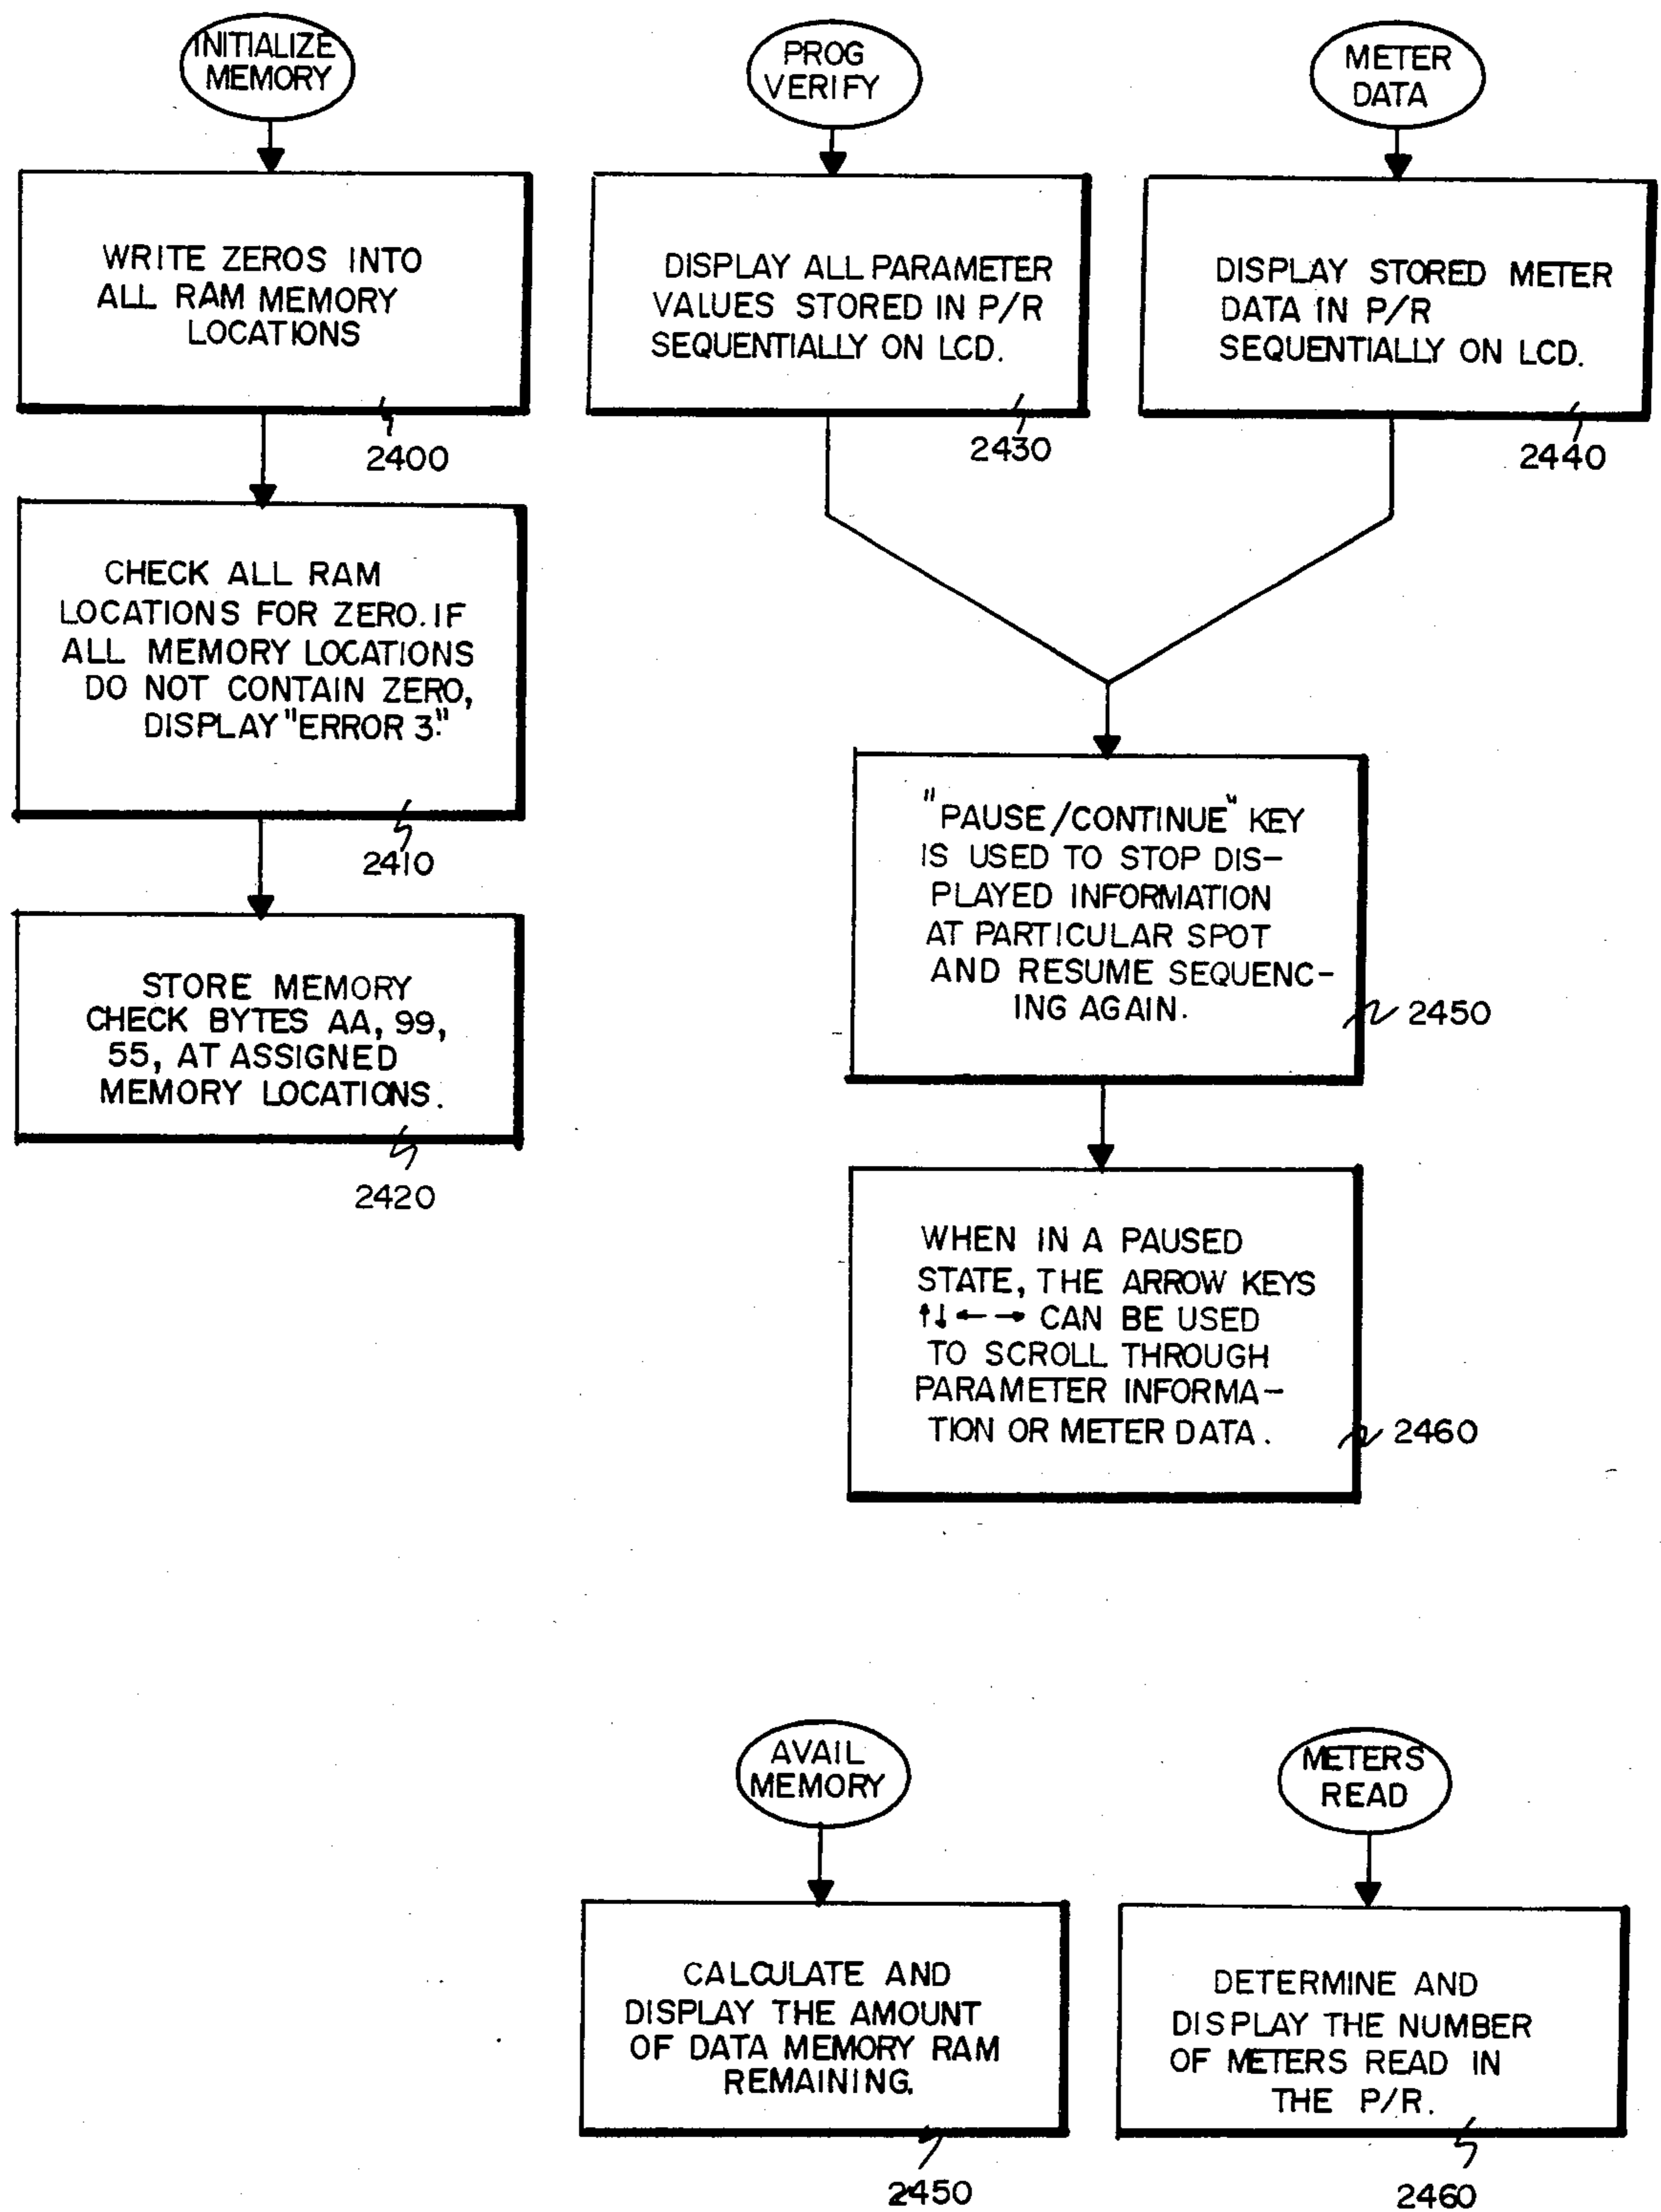 INITIALIZE
MEMORY
WRITE ZEROS INTO
ALL RAM MEMORY
LOCATIONS
2400
CHECK ALL RAM
LOCATIONS FOR ZERO. IF
ALL MEMORY LOCATIONS
DO NOT CONTAIN ZERO,
DISPLAY "ERROR 3."
2410
STORE MEMORY
CHECK BYTES AA, 99,
55, AT ASSIGNED
MEMORY LOCATIONS.
2420
PROG
VERIFY
DISPLAY ALL PARAMETER
VALUES STORED IN P/R
SEQUENTIALLY ON LCD.
2430
METER
DATA
DISPLAY STORED METER
DATA IN P/R
SEQUENTIALLY ON LCD.
2440
"PAUSE/CONTINUE" KEY
IS USED TO STOP DIS-
PLAYED INFORMATION
AT PARTICULAR SPOT
AND RESUME SEQUENC-
ING AGAIN.
2450
WHEN IN A PAUSED
STATE, THE ARROW KEYS
↑↓←→ CAN BE USED
TO SCROLL THROUGH
PARAMETER INFORMA-
TION OR METER DATA.
2460
AVAIL
MEMORY
CALCULATE AND
DISPLAY THE AMOUNT
OF DATA MEMORY RAM
REMAINING.
2450
METERS
READ
DETERMINE AND
DISPLAY THE NUMBER
OF METERS READ IN
THE P/R.
2460